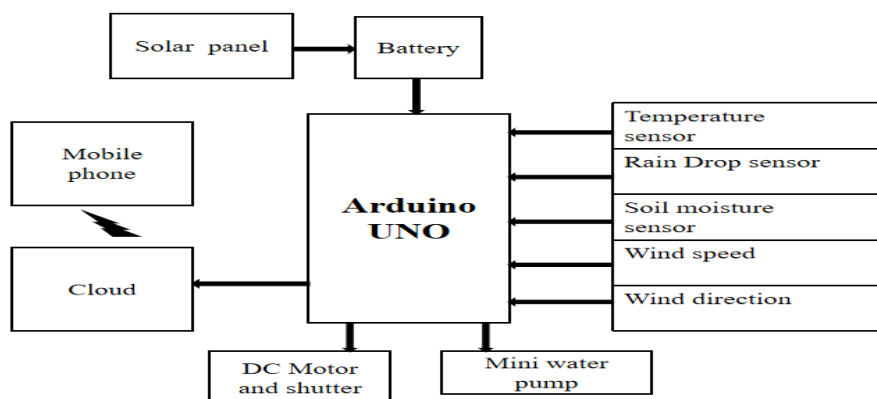 Solar panel
Battery
Temperature
sensor
Rain Drop sensor
Soil moisture
sensor
Wind speed
Wind direction
Mobile
phone
Arduino
UNO
Cloud
DC Motor
and shutter
Mini water
pump